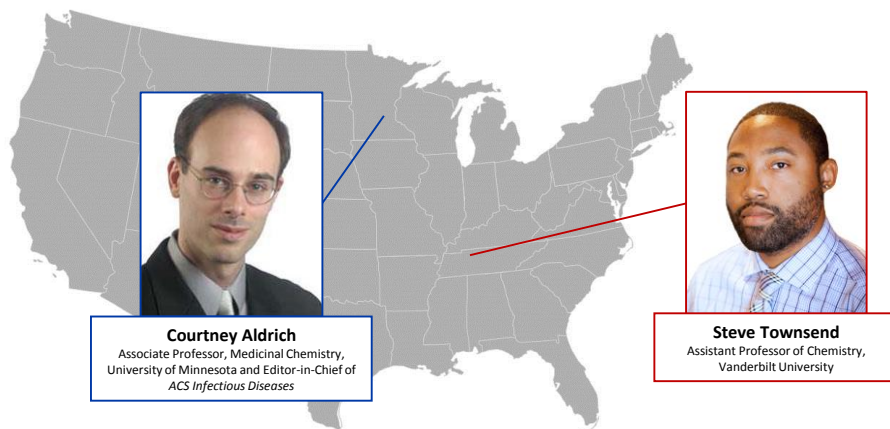 Courtney Aldrich
Associate Professor, Medicinal Chemistry,
University of Minnesota and Editor-in-Chief of
ACS Infectious Diseases
Steve Townsend
Assistant Professor of Chemistry,
Vanderbilt University